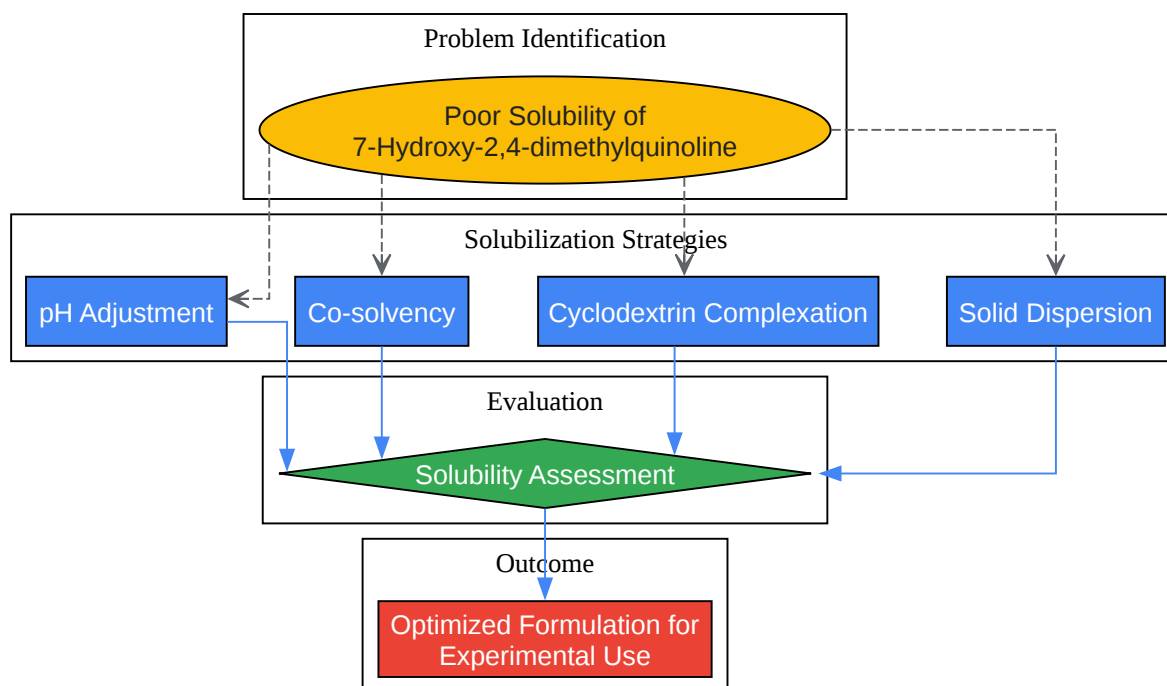 Problem Identification
Poor Solubility of
7-Hydroxy-2,4-dimethylquinoline
Solubilization Strategies
pH Adjustment
Co-solvency
Cyclodextrin Complexation
Solid Dispersion
Evaluation
Solubility Assessment
Outcome
Optimized Formulation for
Experimental Use